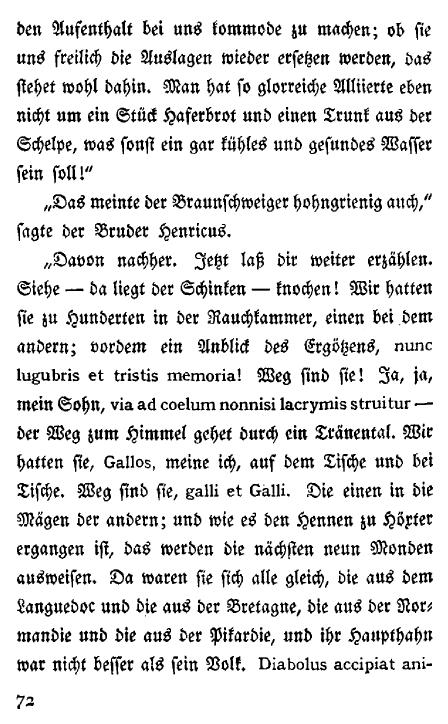 den Aufenthalt bei uns kommode zu machen; ob sie
uns freilich die Auslagen wieder ersetzen werden, das
stehet wohl dahin. Man hat so glorreiche Alliierte eben
nicht um ein Stück Haferbrot und einen Trunk aus der
Schelpe, was sonst ein gar kühles und gesundes Wasser
sein soll!“
„Das meinte der Braunschweiger hohngrienig auch,“
sagte der Bruder Henricus.
„Davon nachher. Jetzt laß dir weiter erzählen.
Siehe — da liegt der Schinken — knochen! Wir hatten
sie zu Hunderten in der Rauchkammer, einen bei dem
andern; vordem ein Anblick des Ergötzens, nunc
lugubris et tristis memoria! Weg sind sie! Ja, ja,
mein Sohn, via ad coelum nonnisi lacrymis struitur —
der Weg zum Himmel gehet durch ein Tränental. Wir
hatten sie, Gallos, meine ich, auf dem Tische und bei
Tische. Weg sind sie, galli et Galli. Die einen in die
Mägen der andern; und wie es den Hennen zu Höxter
ergangen ist, das werden die nächsten neun Monden
ausweisen. Da waren sie sich alle gleich, die aus dem
Languedoc und die aus der Bretagne, die aus der Nor-
mandie und die aus der Pikardie, und ihr Haupthahn
war nicht besser als sein Volk. Diabolus accipiat ani-
72